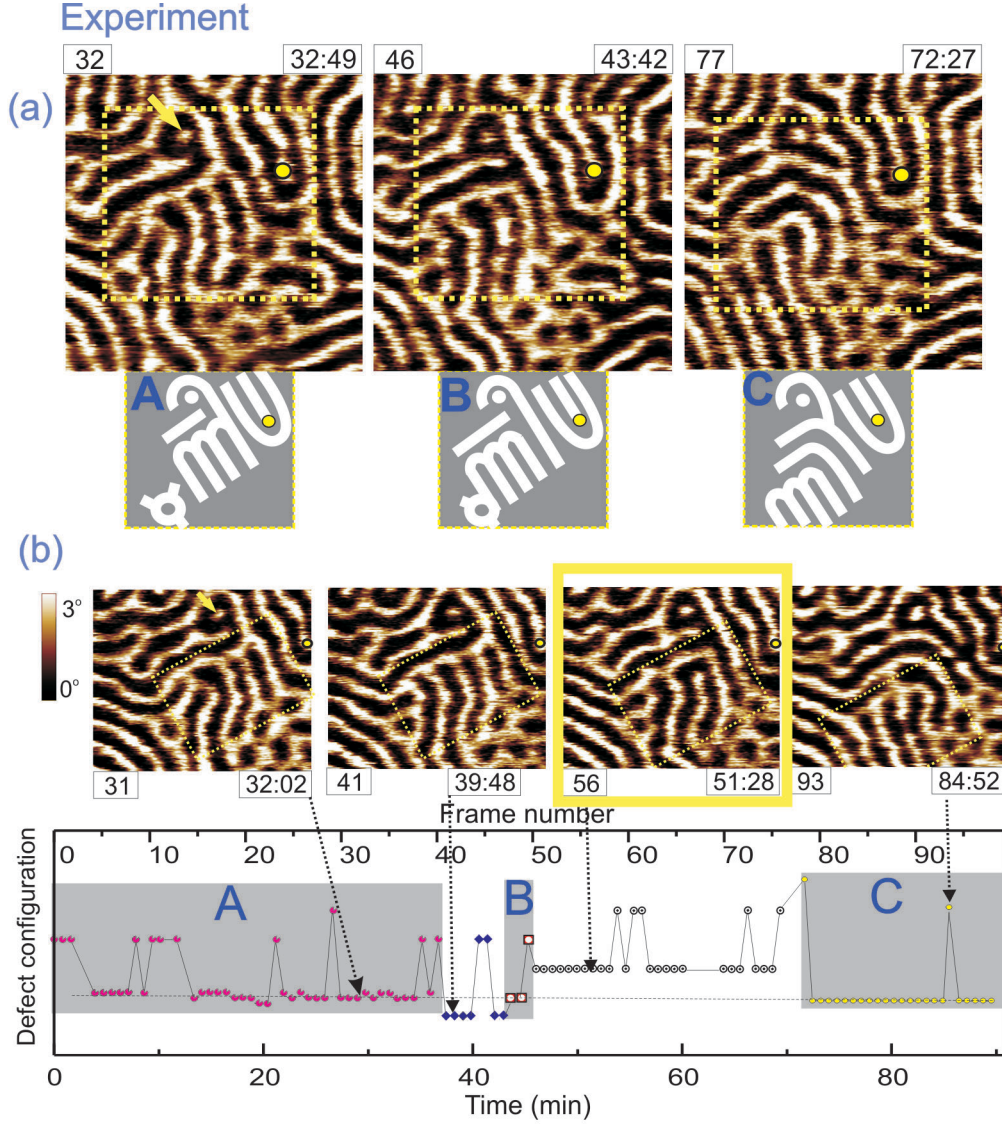 Experiment
(a)
32 32:49 46 43:42 77 72:27
A B C
(b)
3°
0°
31 32:02 41 39:48 56 51:28 93 84:52
Frame number
0 10 20 30 40 50 60 70 80 90
Defect configuration
A B C
0 20 40 60 80
Time (min)